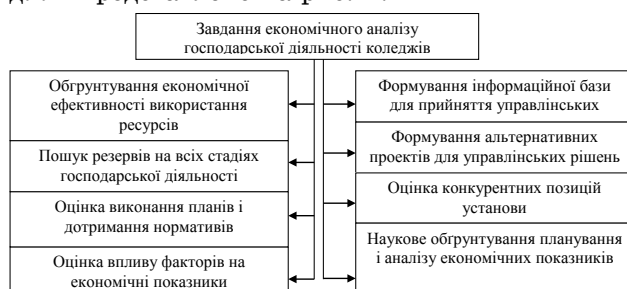 Завдання економічного аналізу
господарської діяльності коледжів
Обгрунтування економічної
ефективності використання
ресурсів
Пошук резервів на всіх стадіях
господарської діяльності
Оцінка виконання планів і
дотримання нормативів
Оцінка впливу факторів на
економічні показники
Формування інформаційної бази
для прийняття управлінських
Формування альтернативних
проектів для управлінських рішень
Оцінка конкурентних позицій
установи
Наукове обґрунтування планування
і аналізу економічних показників